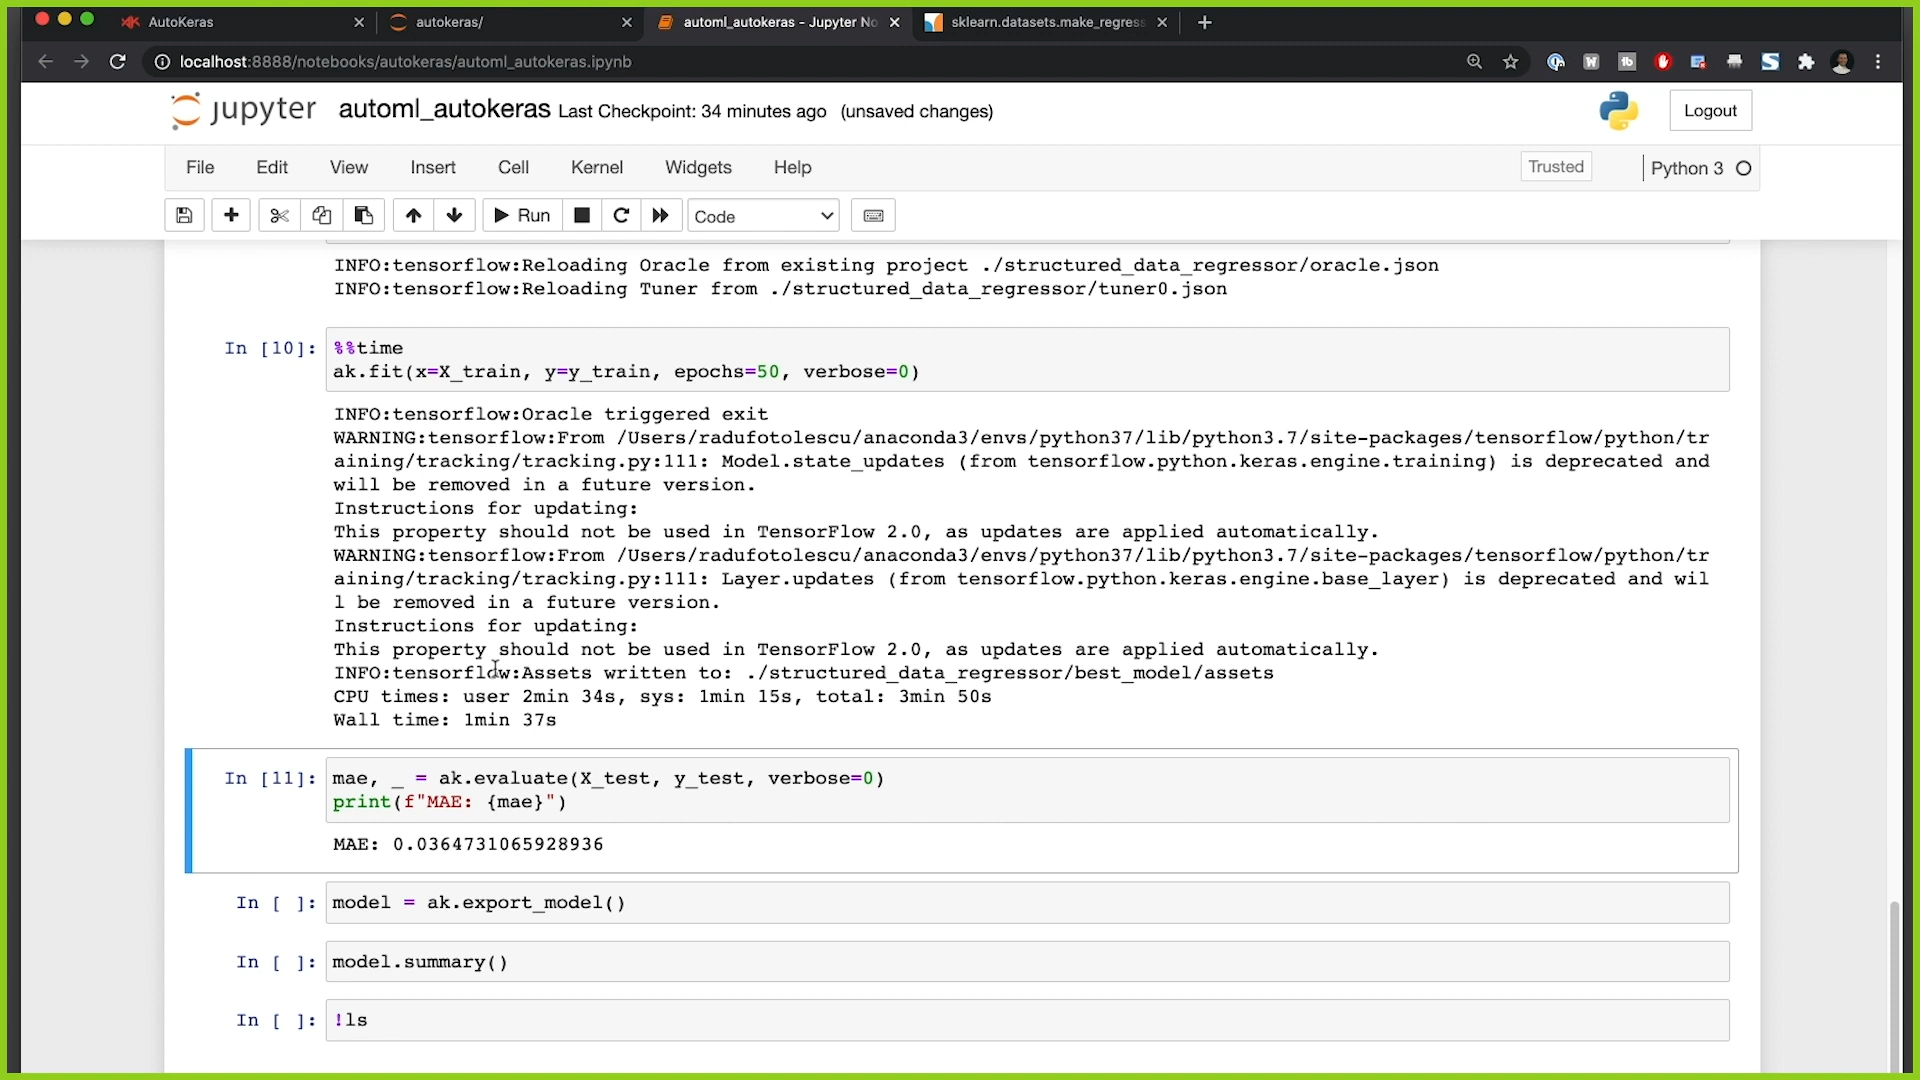 AutoKeras
autokeras/
automl_autokeras - Jupyter No
sklearn.datasets.make_regress
localhost:8888/notebooks/autokeras/automl_autokeras.ipynb
jupyter automl_autokeras Last Checkpoint: 34 minutes ago (unsaved changes)
Logout
File Edit View Insert Cell Kernel Widgets Help
Trusted
Python 3
Run
Code
INFO:tensorflow:Reloading Oracle from existing project ./structured_data_regressor/oracle.json
INFO:tensorflow:Reloading Tuner from ./structured_data_regressor/tuner0.json
In [10]: %%time
ak.fit(x=X_train, y=y_train, epochs=50, verbose=0)
INFO:tensorflow:Oracle triggered exit
WARNING:tensorflow:From /Users/radufotolescu/anaconda3/envs/python37/lib/python3.7/site-packages/tensorflow/python/tr
aining/tracking/tracking.py:111: Model.state_updates (from tensorflow.python.keras.engine.training) is deprecated and
will be removed in a future version.
Instructions for updating:
This property should not be used in TensorFlow 2.0, as updates are applied automatically.
WARNING:tensorflow:From /Users/radufotolescu/anaconda3/envs/python37/lib/python3.7/site-packages/tensorflow/python/tr
aining/tracking/tracking.py:111: Layer.updates (from tensorflow.python.keras.engine.base_layer) is deprecated and wil
l be removed in a future version.
Instructions for updating:
This property should not be used in TensorFlow 2.0, as updates are applied automatically.
INFO:tensorflow:Assets written to: ./structured_data_regressor/best_model/assets
CPU times: user 2min 34s, sys: 1min 15s, total: 3min 50s
Wall time: 1min 37s
In [11]: mae, _ = ak.evaluate(X_test, y_test, verbose=0)
print(f"MAE: {mae}")
MAE: 0.0364731065928936
In [ ]: model = ak.export_model()
In [ ]: model.summary()
In [ ]: !ls